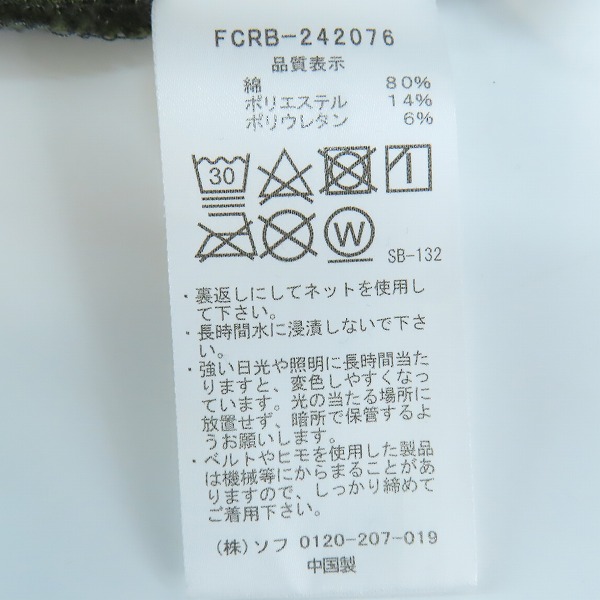 FCRB-242076
品質表示
綿 80%
ポリエステル 14%
ポリウレタン 6%
30
W
SB-132
・裏返しにしてネットを使用し
て下さい。
・長時間水に浸漬しないで下さ
い。
・強い日光や照明に長時間当た
りますと、変色しやすくなっ
ています。光の当たる場所に
放置せず、暗所で保管するよ
うお願いします。
・ベルトやヒモを使用した製品
は機械等にからまることがあ
りますので、しっかり締めて
ご着用下さい。
(株)ソフ 0120-207-019
中国製